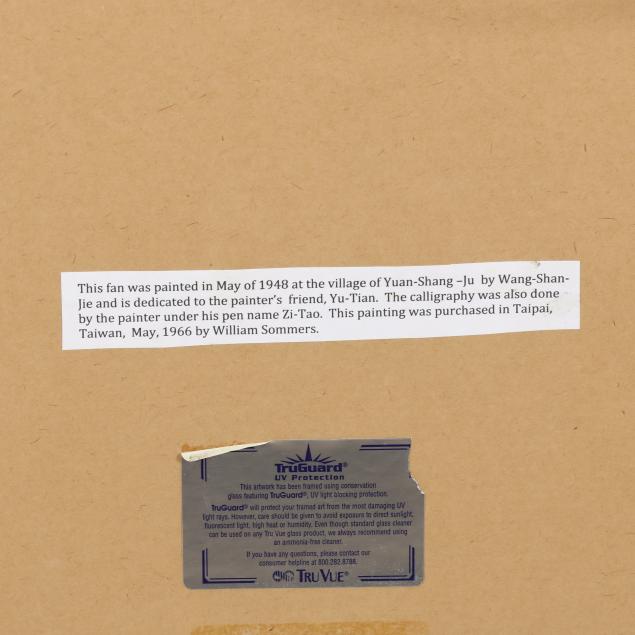 This fan was painted in May of 1948 at the village of Yuan-Shang –Ju by Wang-Shan-
Jie and is dedicated to the painter's friend, Yu-Tian. The calligraphy was also done
by the painter under his pen name Zi-Tao. This painting was purchased in Taipai,
Taiwan, May, 1966 by William Sommers.
TruGuard®
UV Protection
This artwork has been framed using conservation
glass featuring TruGuard®, UV light blocking protection.
TruGuard® will protect your framed art from the most damaging UV
light rays. However, care should be given to avoid exposure to direct sunlight,
fluorescent light, high heat or humidity. Even though standard glass cleaner
can be used on any Tru Vue glass product, we always recommend using
an ammonia-free cleaner.
If you have any questions, please contact our
consumer helpline at 800.282.8788.
TRU VUE®